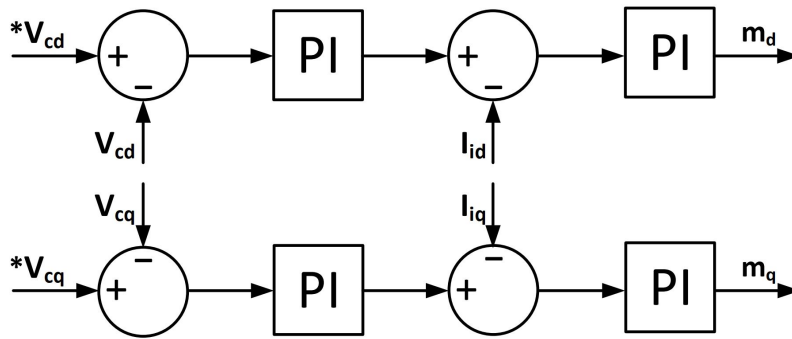 *Vcd + − PI + − PI md
Vcd Iid
Vcq Iiq
*Vcq + − PI + − PI mq